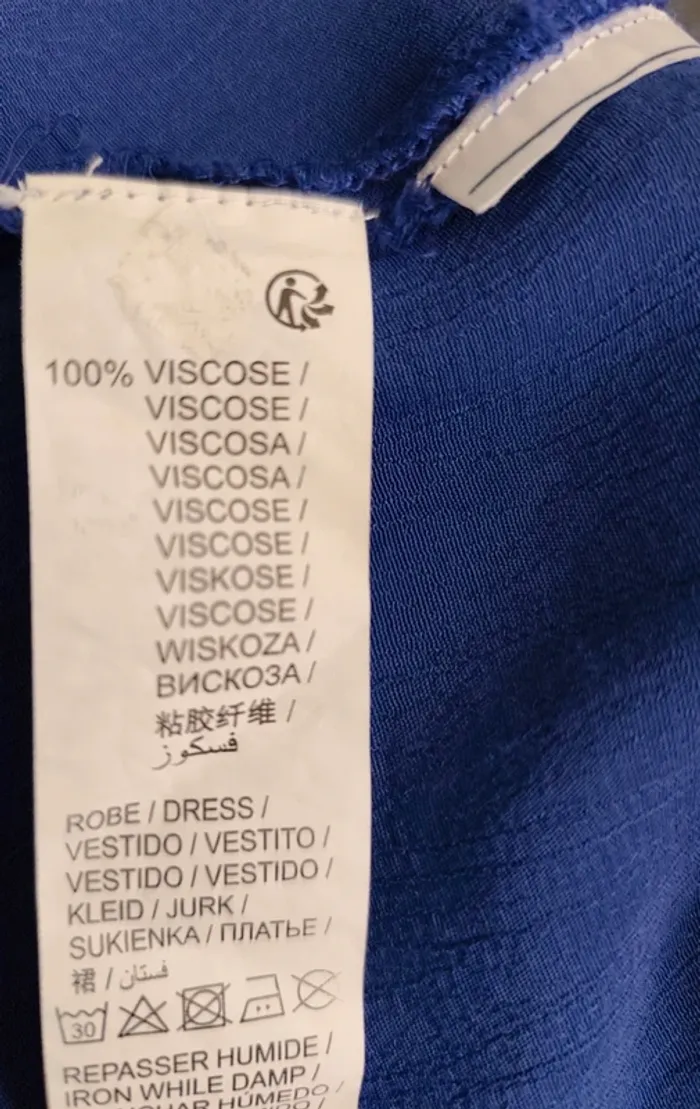 100% VISCOSE /
VISCOSE /
VISCOSA /
VISCOSA /
VISCOSE /
VISCOSE /
VISKOSE /
VISCOSE /
WISKOZA /
ВИСКОЗА /
粘胶纤维 /
فسكوز
ROBE / DRESS /
VESTIDO / VESTITO /
VESTIDO / VESTIDO /
KLEID / JURK /
SUKIENKA / ПЛАТЬЕ /
裙 / فستان
30
REPASSER HUMIDE /
IRON WHILE DAMP /
HÚMEDO /